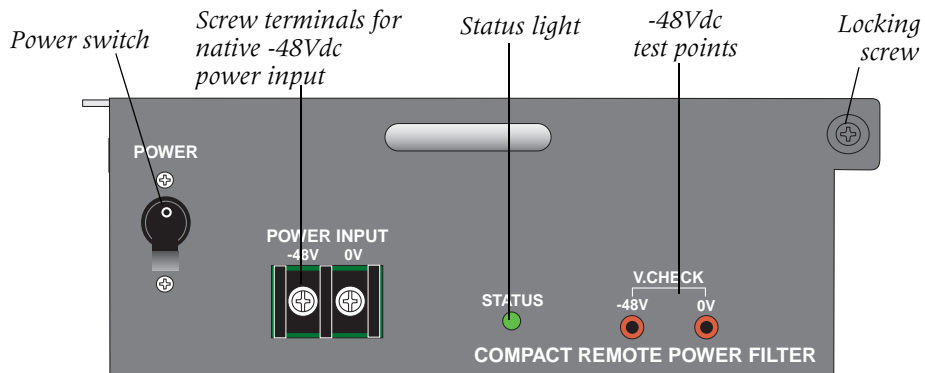 Power switch
Screw terminals for
native -48Vdc
power input
Status light
-48Vdc
test points
Locking
screw
POWER
POWER INPUT
-48V 0V
STATUS
V.CHECK
-48V 0V
COMPACT REMOTE POWER FILTER